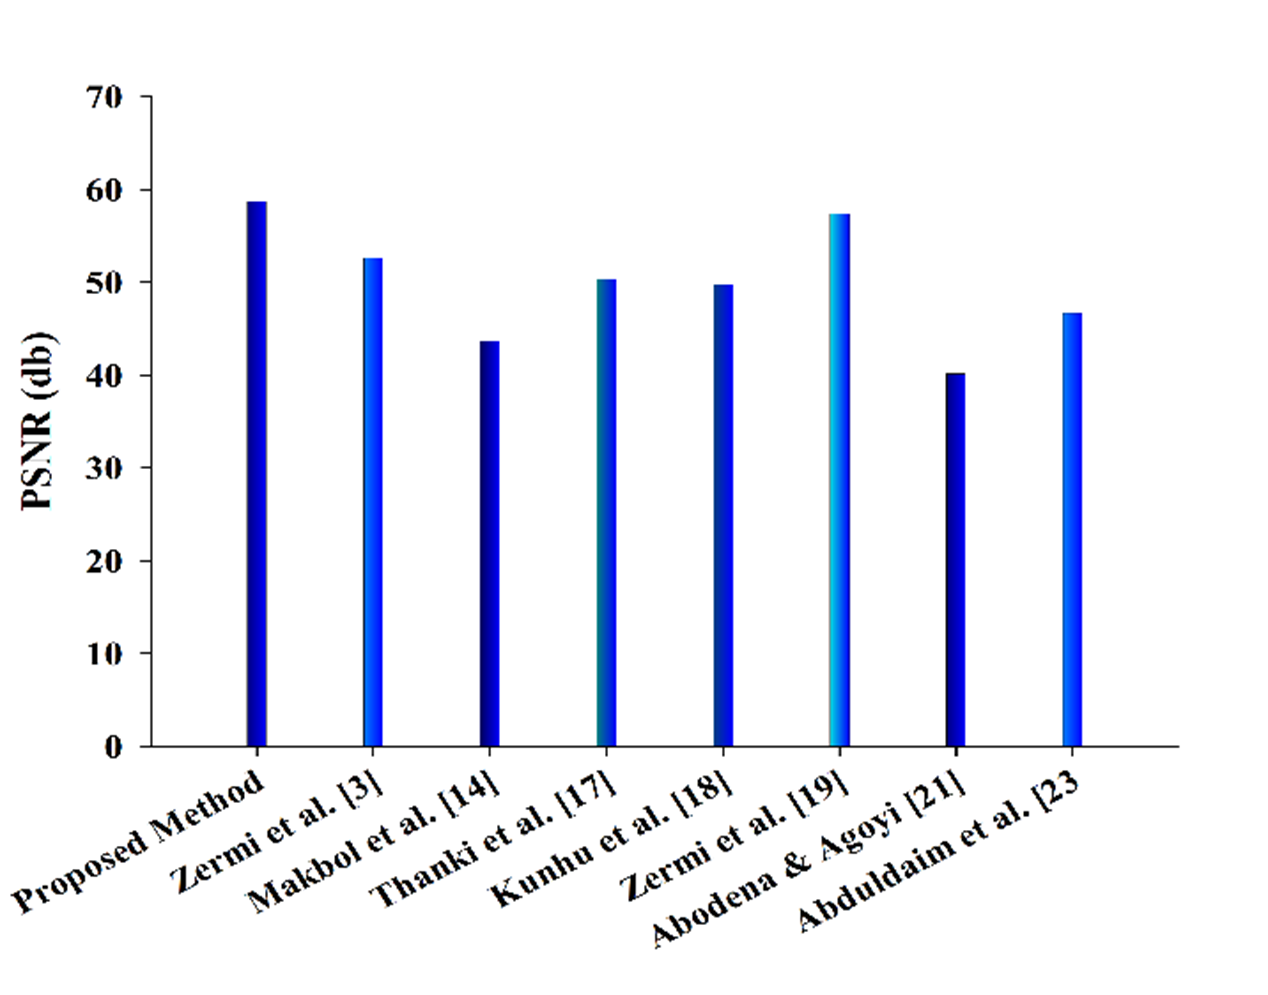 70
60
50
40
30
20
10
0
PSNR (db)
Proposed Method
Zermi et al. [3]
Makbol et al. [14]
Thanki et al. [17]
Kunhu et al. [18]
Zermi et al. [19]
Abodena & Agoyi [21]
Abduldaim et al. [23